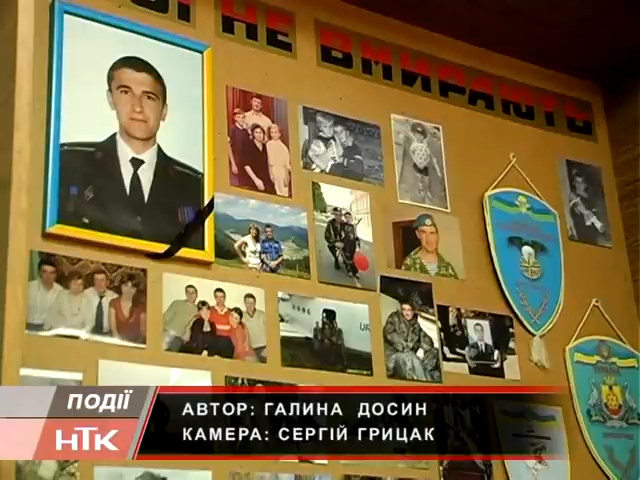 НЕ ВМИРАЮТЬ
ПОДІЇ
НТК
АВТОР: ГАЛИНА ДОСИН
КАМЕРА: СЕРГІЙ ГРИЦАК